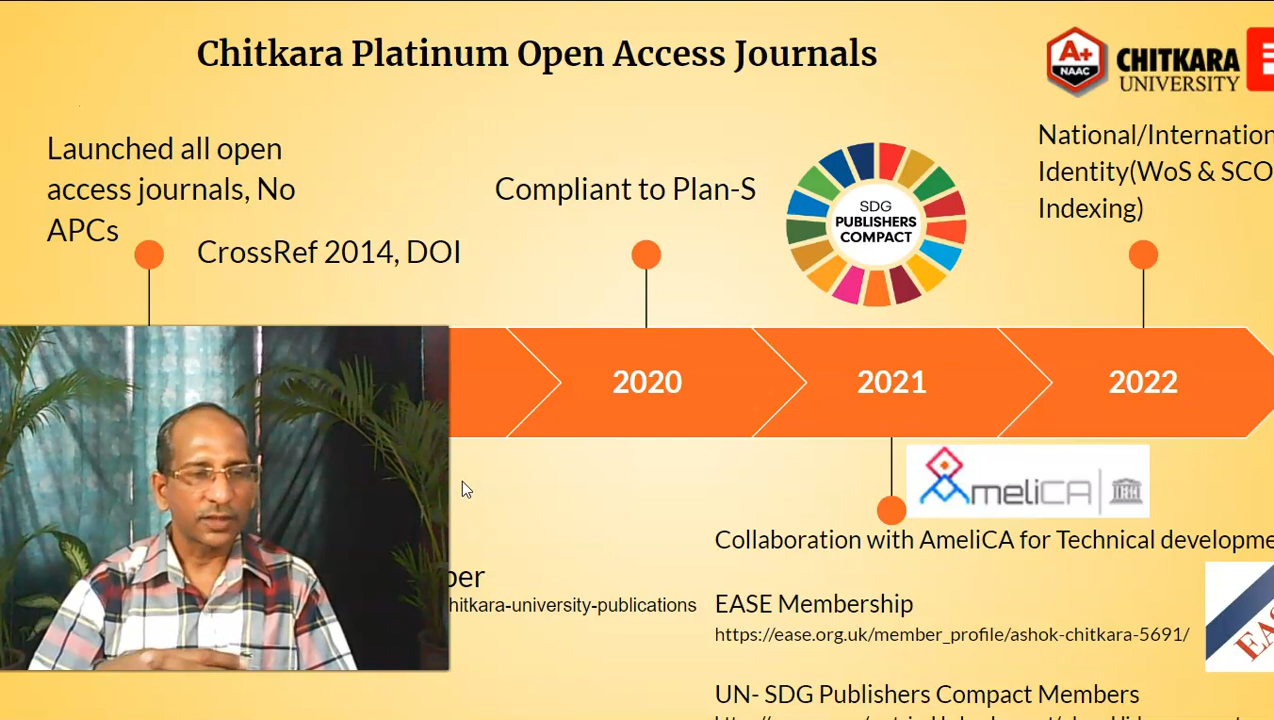 Chitkara Platinum Open Access Journals
A+
NAAC
CHITKARA
UNIVERSITY
Launched all open
access journals, No
APCs
CrossRef 2014, DOI
Compliant to Plan-S
SDG
PUBLISHERS
COMPACT
National/Internation
Identity(WoS & SCO
Indexing)
2020
2021
2022
AmeliCA
Collaboration with AmeliCA for Technical developme
ber
hitkara-university-publications
EASE Membership
https://ease.org.uk/member_profile/ashok-chitkara-5691/
EAS
UN- SDG Publishers Compact Members